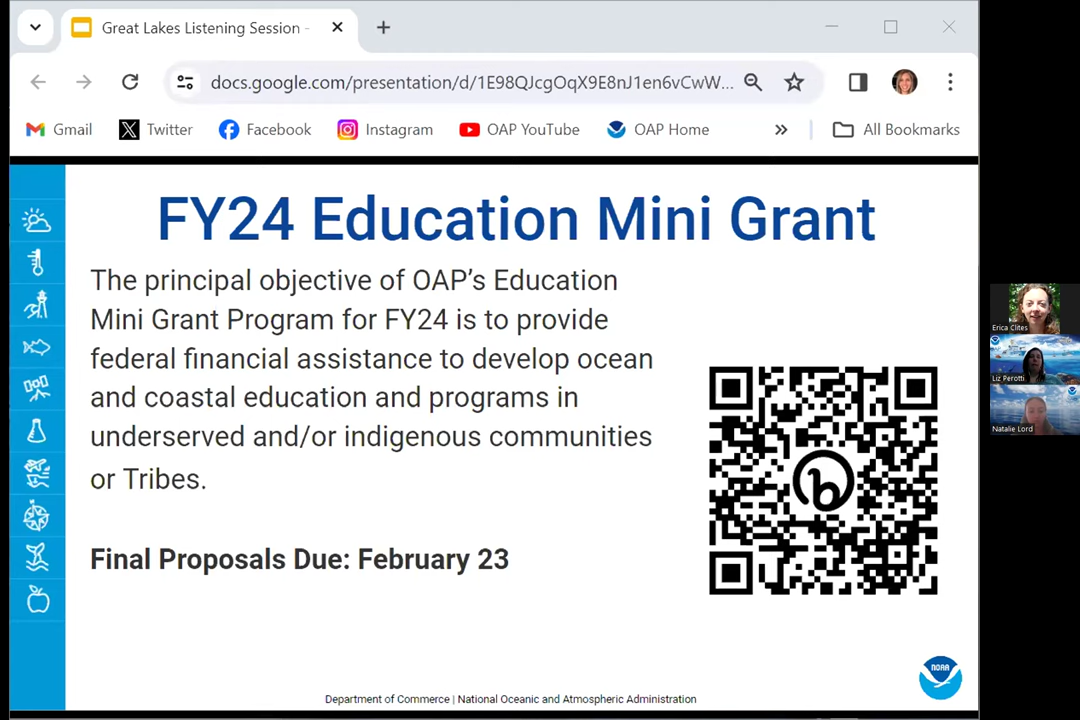 Great Lakes Listening Session -
docs.google.com/presentation/d/1E98QJcgOqX9E8nJ1en6vCwW...
Gmail
Twitter
Facebook
Instagram
OAP YouTube
OAP Home
All Bookmarks
FY24 Education Mini Grant
The principal objective of OAP’s Education
Mini Grant Program for FY24 is to provide
federal financial assistance to develop ocean
and coastal education and programs in
underserved and/or indigenous communities
or Tribes.
Final Proposals Due: February 23
b
Erica Clites
Liz Perotti
Natalie Lord
NOAA
Department of Commerce | National Oceanic and Atmospheric Administration